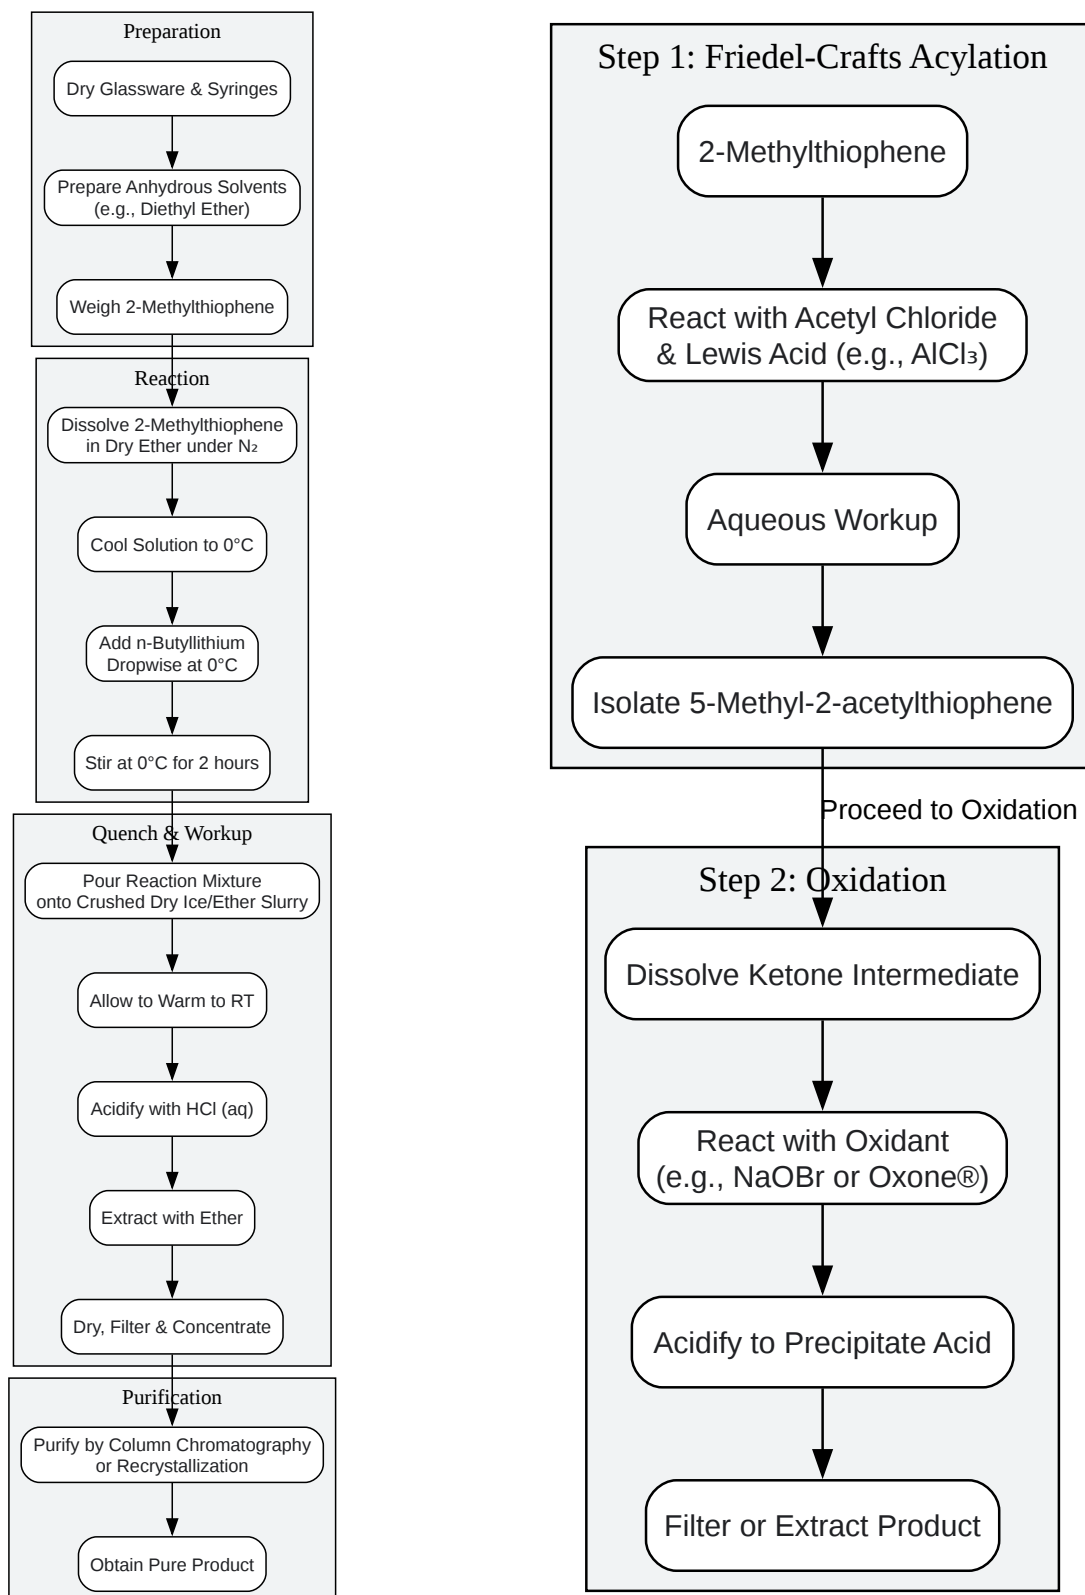 Preparation
Dry Glassware & Syringes
Prepare Anhydrous Solvents
(e.g., Diethyl Ether)
Weigh 2-Methylthiophene
Reaction
Dissolve 2-Methylthiophene
in Dry Ether under N₂
Cool Solution to 0°C
Add n-Butyllithium
Dropwise at 0°C
Stir at 0°C for 2 hours
Quench & Workup
Pour Reaction Mixture
onto Crushed Dry Ice/Ether Slurry
Allow to Warm to RT
Acidify with HCl (aq)
Extract with Ether
Dry, Filter & Concentrate
Purification
Purify by Column Chromatography
or Recrystallization
Obtain Pure Product
Step 1: Friedel-Crafts Acylation
2-Methylthiophene
React with Acetyl Chloride
& Lewis Acid (e.g., AlCl₃)
Aqueous Workup
Isolate 5-Methyl-2-acetylthiophene
Proceed to Oxidation
Step 2: Oxidation
Dissolve Ketone Intermediate
React with Oxidant
(e.g., NaOBr or Oxone®)
Acidify to Precipitate Acid
Filter or Extract Product